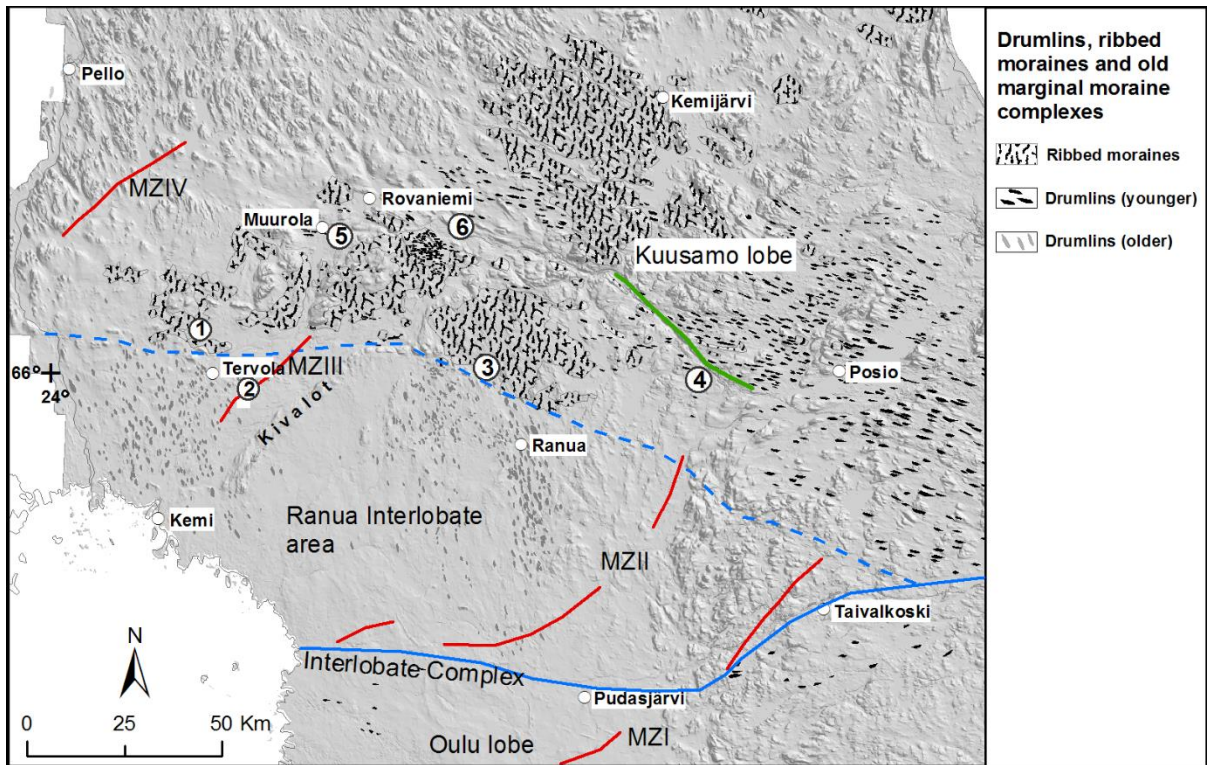 Pello
Kemijärvi
MZIV
Rovaniemi
Muurola
6
5
Kuusamo lobe
1
66°
24°
Tervola
MZIII
2
Kivalot
3
4
Posio
Ranua
Kemi
Ranua Interlobate
area
MZII
Taivalkoski
N
Interlobate-Complex
Pudasjärvi
0 25 50 Km
Oulu lobe
MZI
Drumlins, ribbed
moraines and old
marginal moraine
complexes
Ribbed moraines
Drumlins (younger)
Drumlins (older)